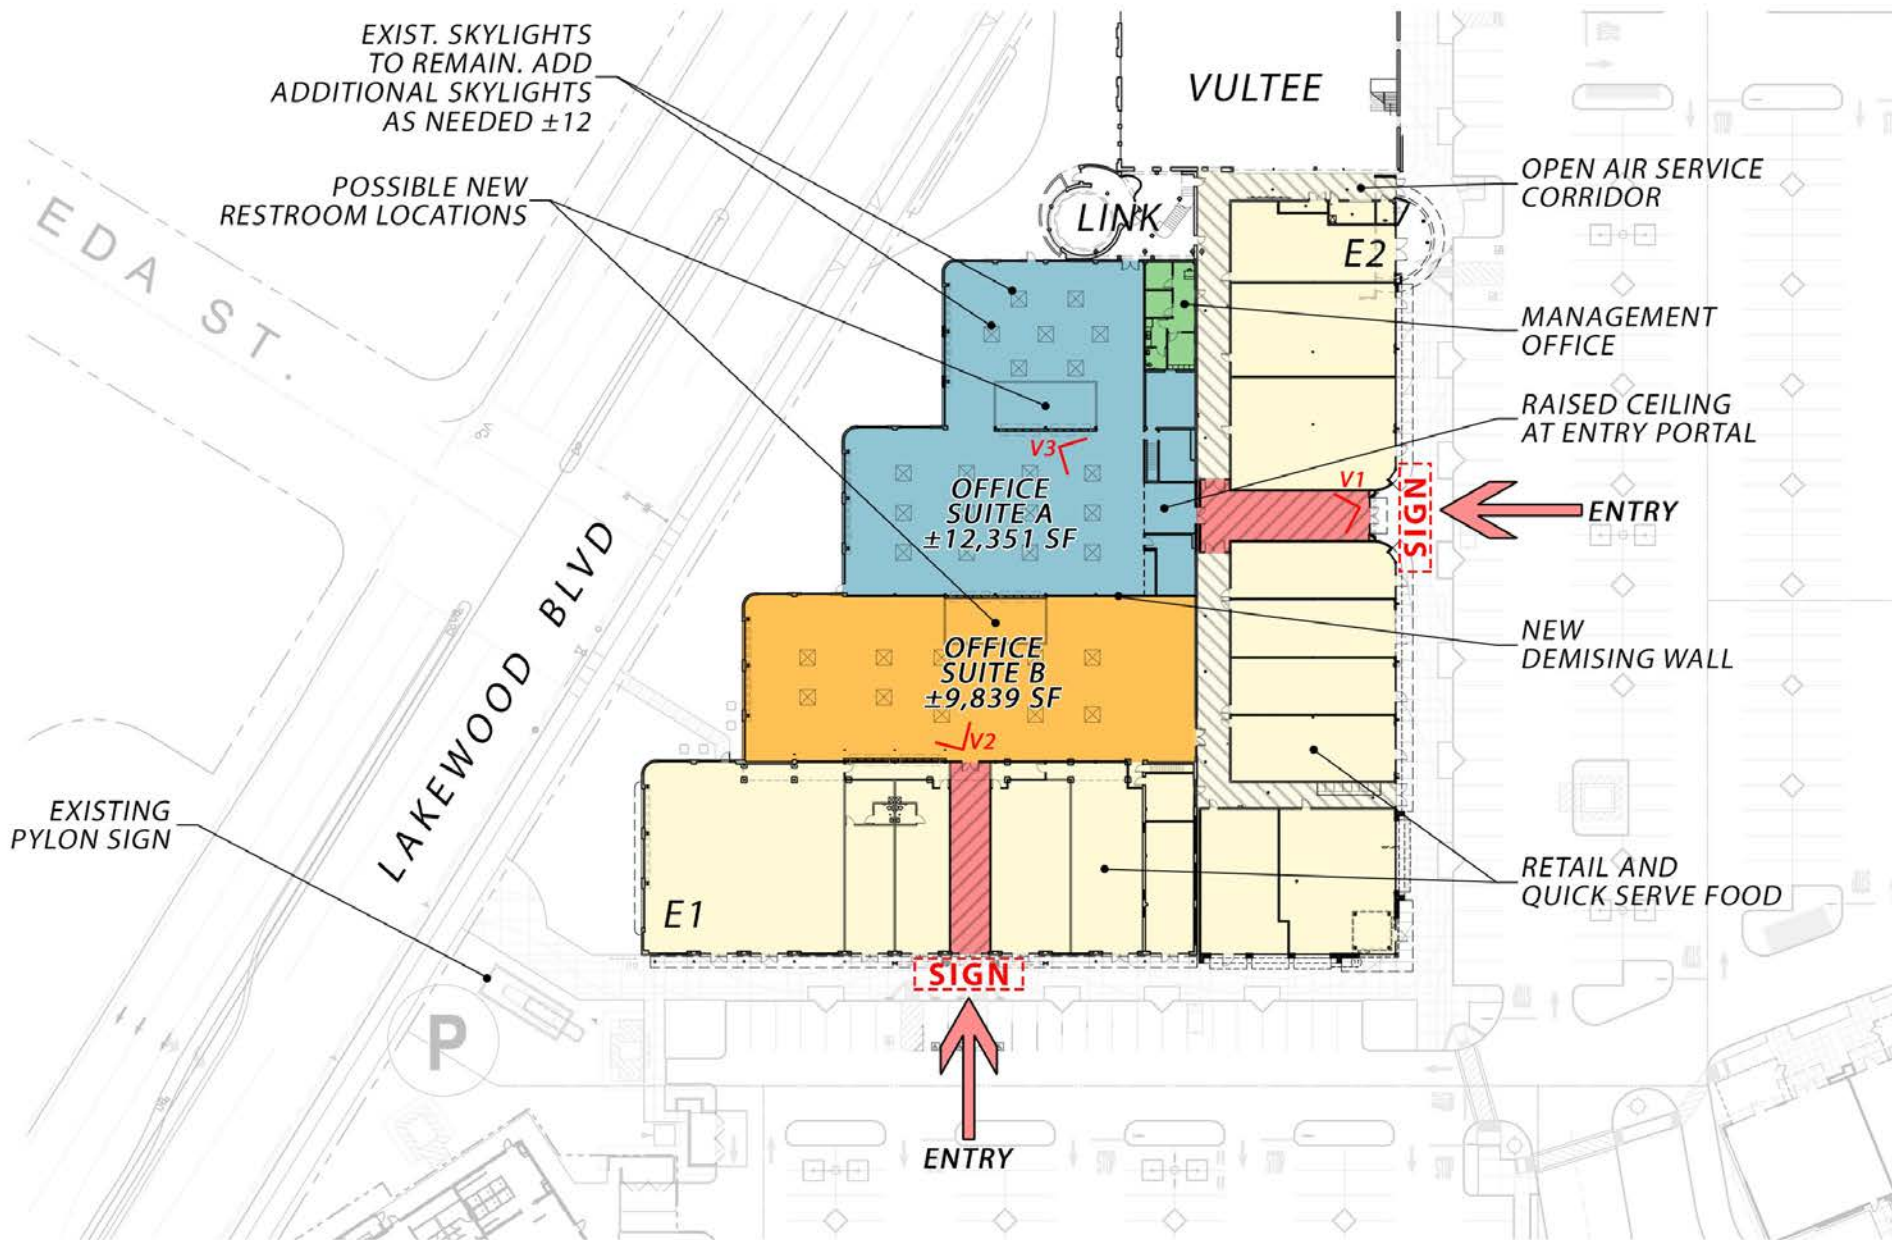 EXIST. SKYLIGHTS
TO REMAIN. ADD
ADDITIONAL SKYLIGHTS
AS NEEDED ±12
POSSIBLE NEW
RESTROOM LOCATIONS
EDA ST.
LAKEWOOD BLVD
EXISTING
PYLON SIGN
P
VULTEE
LINK
E2
OPEN AIR SERVICE
CORRIDOR
MANAGEMENT
OFFICE
RAISED CEILING
AT ENTRY PORTAL
V3
V1
OFFICE
SUITE A
±12,351 SF
SIGN
ENTRY
NEW
DEMISING WALL
OFFICE
SUITE B
±9,839 SF
V2
RETAIL AND
QUICK SERVE FOOD
E1
SIGN
ENTRY